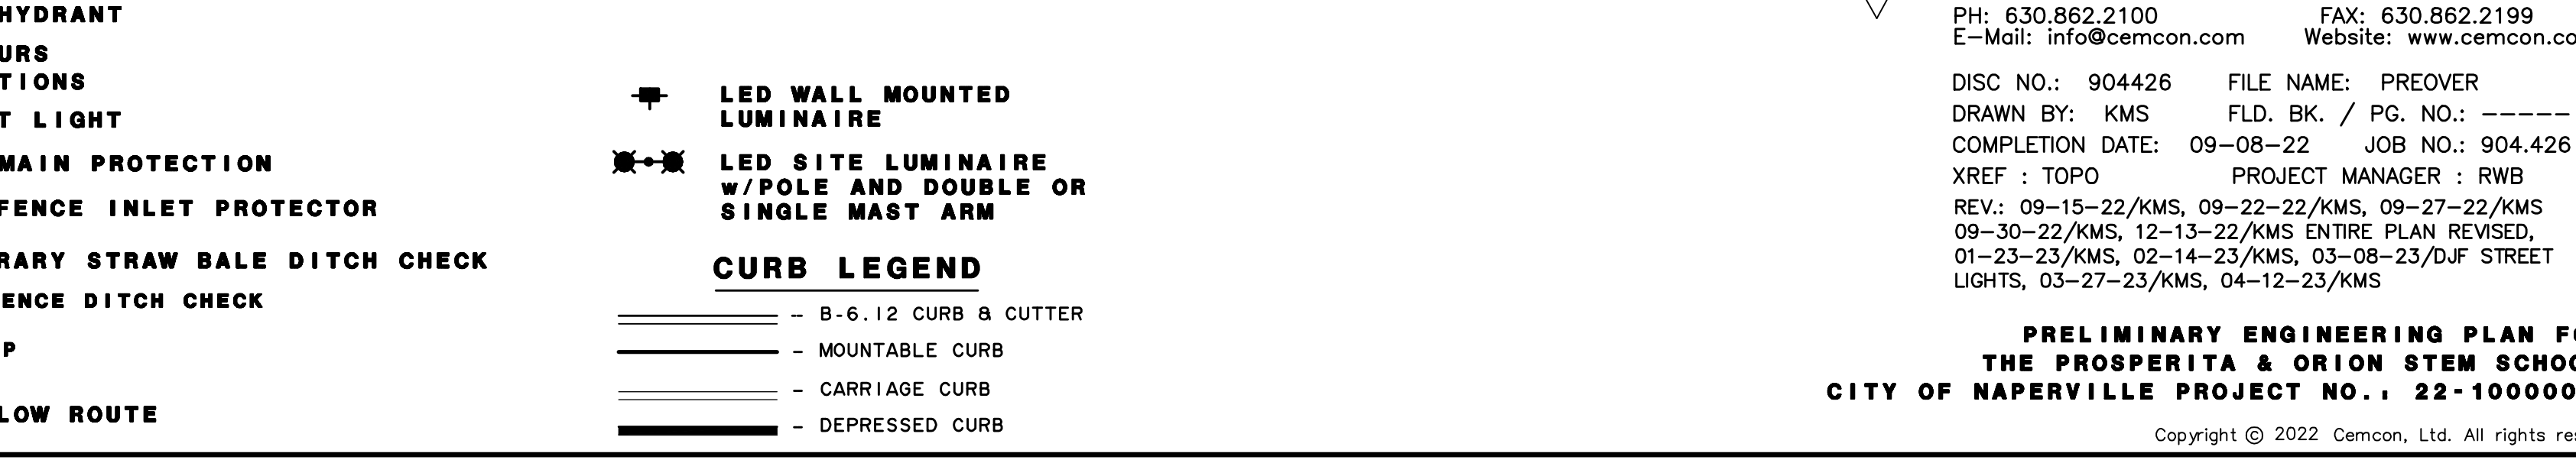 HYDRANT
URS
TIONS
T LIGHT
MAIN PROTECTION
FENCE INLET PROTECTOR
RARY STRAW BALE DITCH CHECK
ENCE DITCH CHECK
P
LOW ROUTE
LED WALL MOUNTED
LUMINAIRE
LED SITE LUMINAIRE
w/POLE AND DOUBLE OR
SINGLE MAST ARM
CURB LEGEND
-- B-6.12 CURB & CUTTER
- MOUNTABLE CURB
- CARRIAGE CURB
- DEPRESSED CURB
PH: 630.862.2100 FAX: 630.862.2199
E-Mail: info@cemcon.com Website: www.cemcon.co
DISC NO.: 904426 FILE NAME: PREOVER
DRAWN BY: KMS FLD. BK. / PG. NO.: -----
COMPLETION DATE: 09-08-22 JOB NO.: 904.426
XREF : TOPO PROJECT MANAGER : RWB
REV.: 09-15-22/KMS, 09-22-22/KMS, 09-27-22/KMS
09-30-22/KMS, 12-13-22/KMS ENTIRE PLAN REVISED,
01-23-23/KMS, 02-14-23/KMS, 03-08-23/DJF STREET
LIGHTS, 03-27-23/KMS, 04-12-23/KMS
PRELIMINARY ENGINEERING PLAN FO
THE PROSPERITA & ORION STEM SCHOO
CITY OF NAPERVILLE PROJECT NO.: 22-100000
Copyright © 2022 Cemcon, Ltd. All rights res